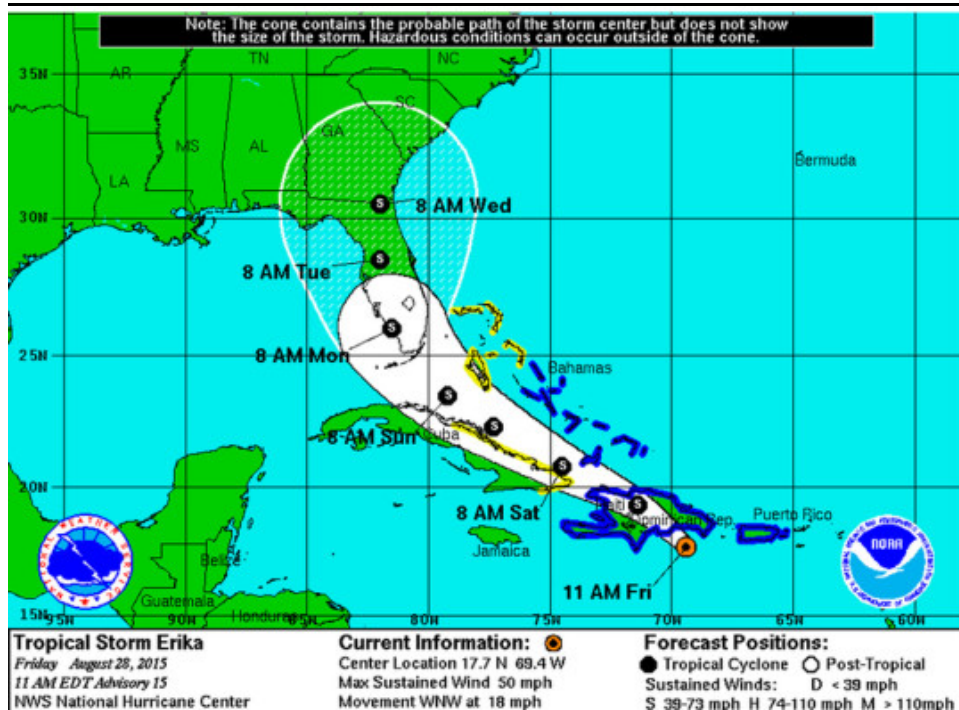 Note: The cone contains the probable path of the storm center but does not show
the size of the storm. Hazardous conditions can occur outside of the cone.
AR
TN
NC
35N
SC
MS
AL
GA
Bermuda
LA
30N
S
8 AM Wed
8 AM Tue
S
S
8 AM Mon
25N
Bahamas
S
8 AM Sun
Cuba
S
S
20N
8 AM Sat
Haiti
S
Dominican Rep.
Puerto Rico
Jamaica
NATIONAL WEATHER SERVICE
NOAA
Belize
11 AM Fri
Guatemala
Honduras
15N
95W
90W
85W
80W
75W
70W
65W
60W
Tropical Storm Erika
Friday August 28, 2015
11 AM EDT Advisory 15
NWS National Hurricane Center
Current Information:
Center Location 17.7 N 69.4 W
Max Sustained Wind 50 mph
Movement WNW at 18 mph
Forecast Positions:
Tropical Cyclone Post-Tropical
Sustained Winds: D < 39 mph
S 39-73 mph H 74-110 mph M > 110mph